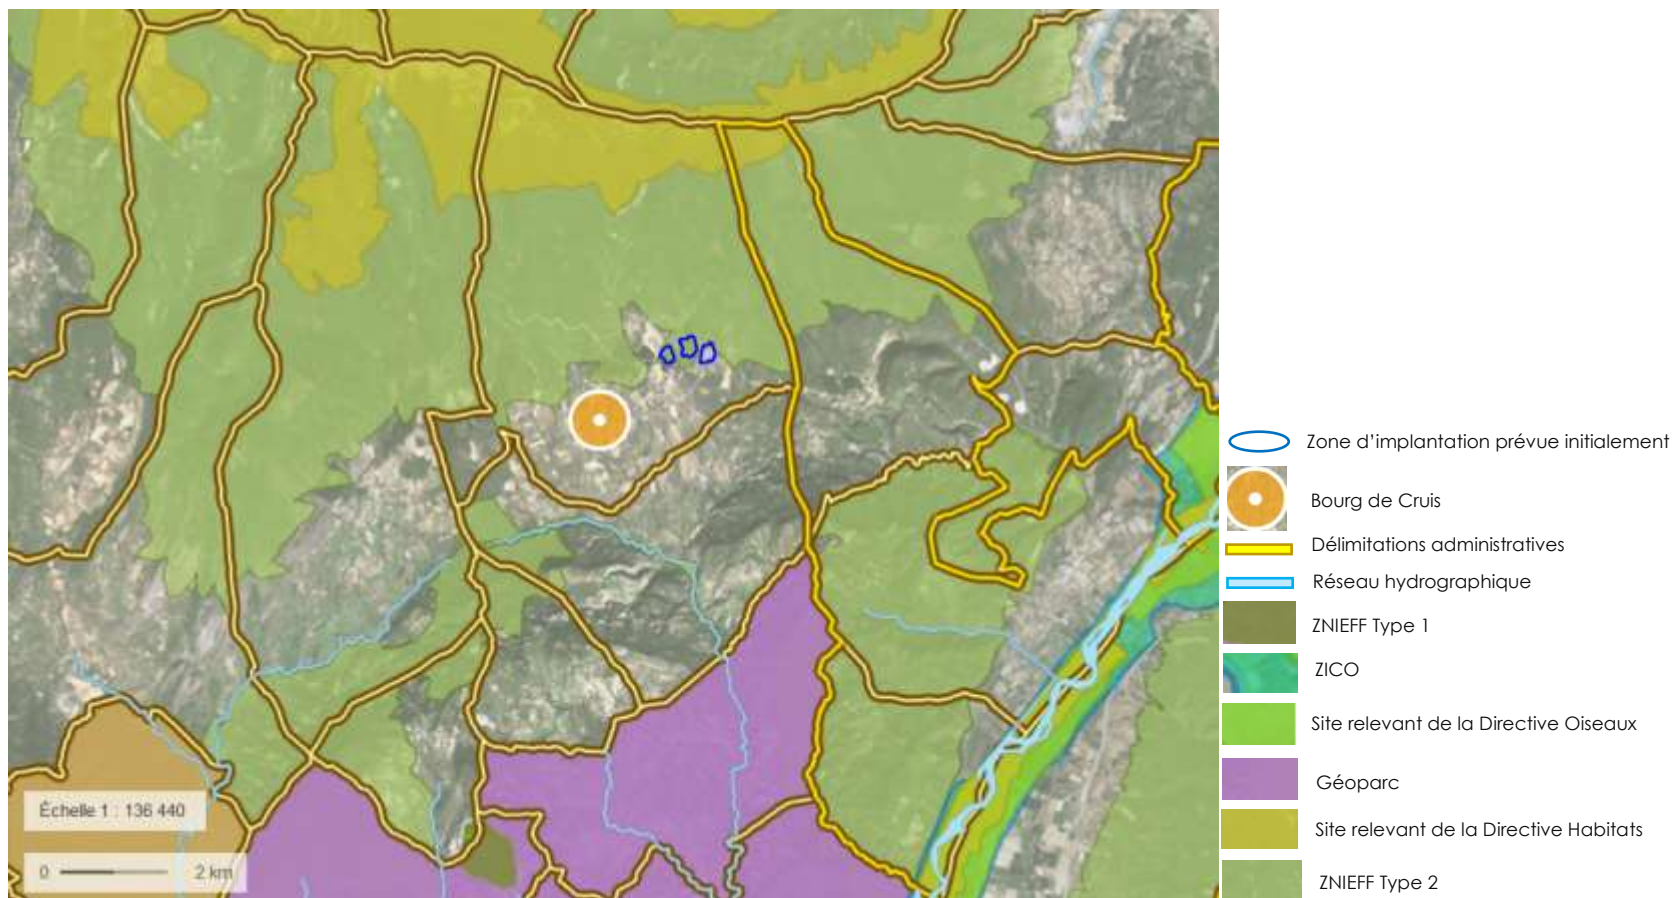 Zone d'implantation prévue initialement
Bourg de Cruis
Délimitations administratives
Réseau hydrographique
ZNIEFF Type 1
ZICO
Site relevant de la Directive Oiseaux
Géoparc
Site relevant de la Directive Habitats
ZNIEFF Type 2
Échelle 1 : 136 440
0 2 km